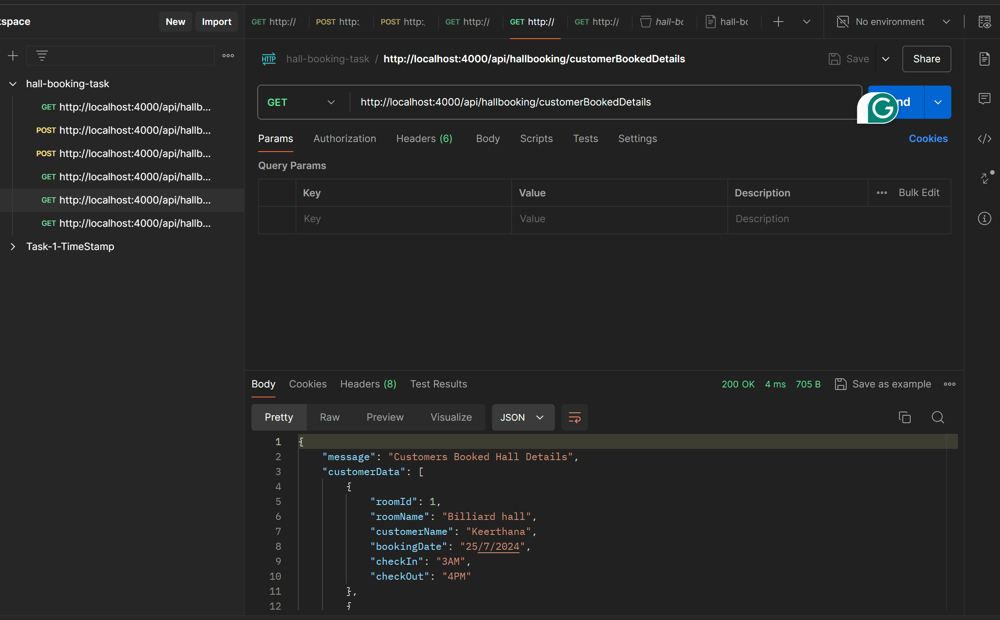 kspace
New
Import
GET http://
POST http:
POST http:
GET http://
GET http://
GET http://
hall-bo
hall-bo
No environment
HTTP
hall-booking-task / http://localhost:4000/api/hallbooking/customerBookedDetails
Save
Share
hall-booking-task
GET http://localhost:4000/api/hallb...
POST http://localhost:4000/api/hallb...
POST http://localhost:4000/api/hallb...
GET http://localhost:4000/api/hallb...
GET http://localhost:4000/api/hallb...
GET http://localhost:4000/api/hallb...
Task-1-TimeStamp
GET
http://localhost:4000/api/hallbooking/customerBookedDetails
G
nd
Params
Authorization
Headers (6)
Body
Scripts
Tests
Settings
Cookies
Query Params
Key
Value
Description
Bulk Edit
Key
Value
Description
Body
Cookies
Headers (8)
Test Results
200 OK
4 ms
705 B
Save as example
Pretty
Raw
Preview
Visualize
JSON
1 {
2 "message": "Customers Booked Hall Details",
3 "customerData": [
4 {
5 "roomId": 1,
6 "roomName": "Billiard hall",
7 "customerName": "Keerthana",
8 "bookingDate": "25/7/2024",
9 "checkIn": "3AM",
10 "checkOut": "4PM"
11 },
12 {